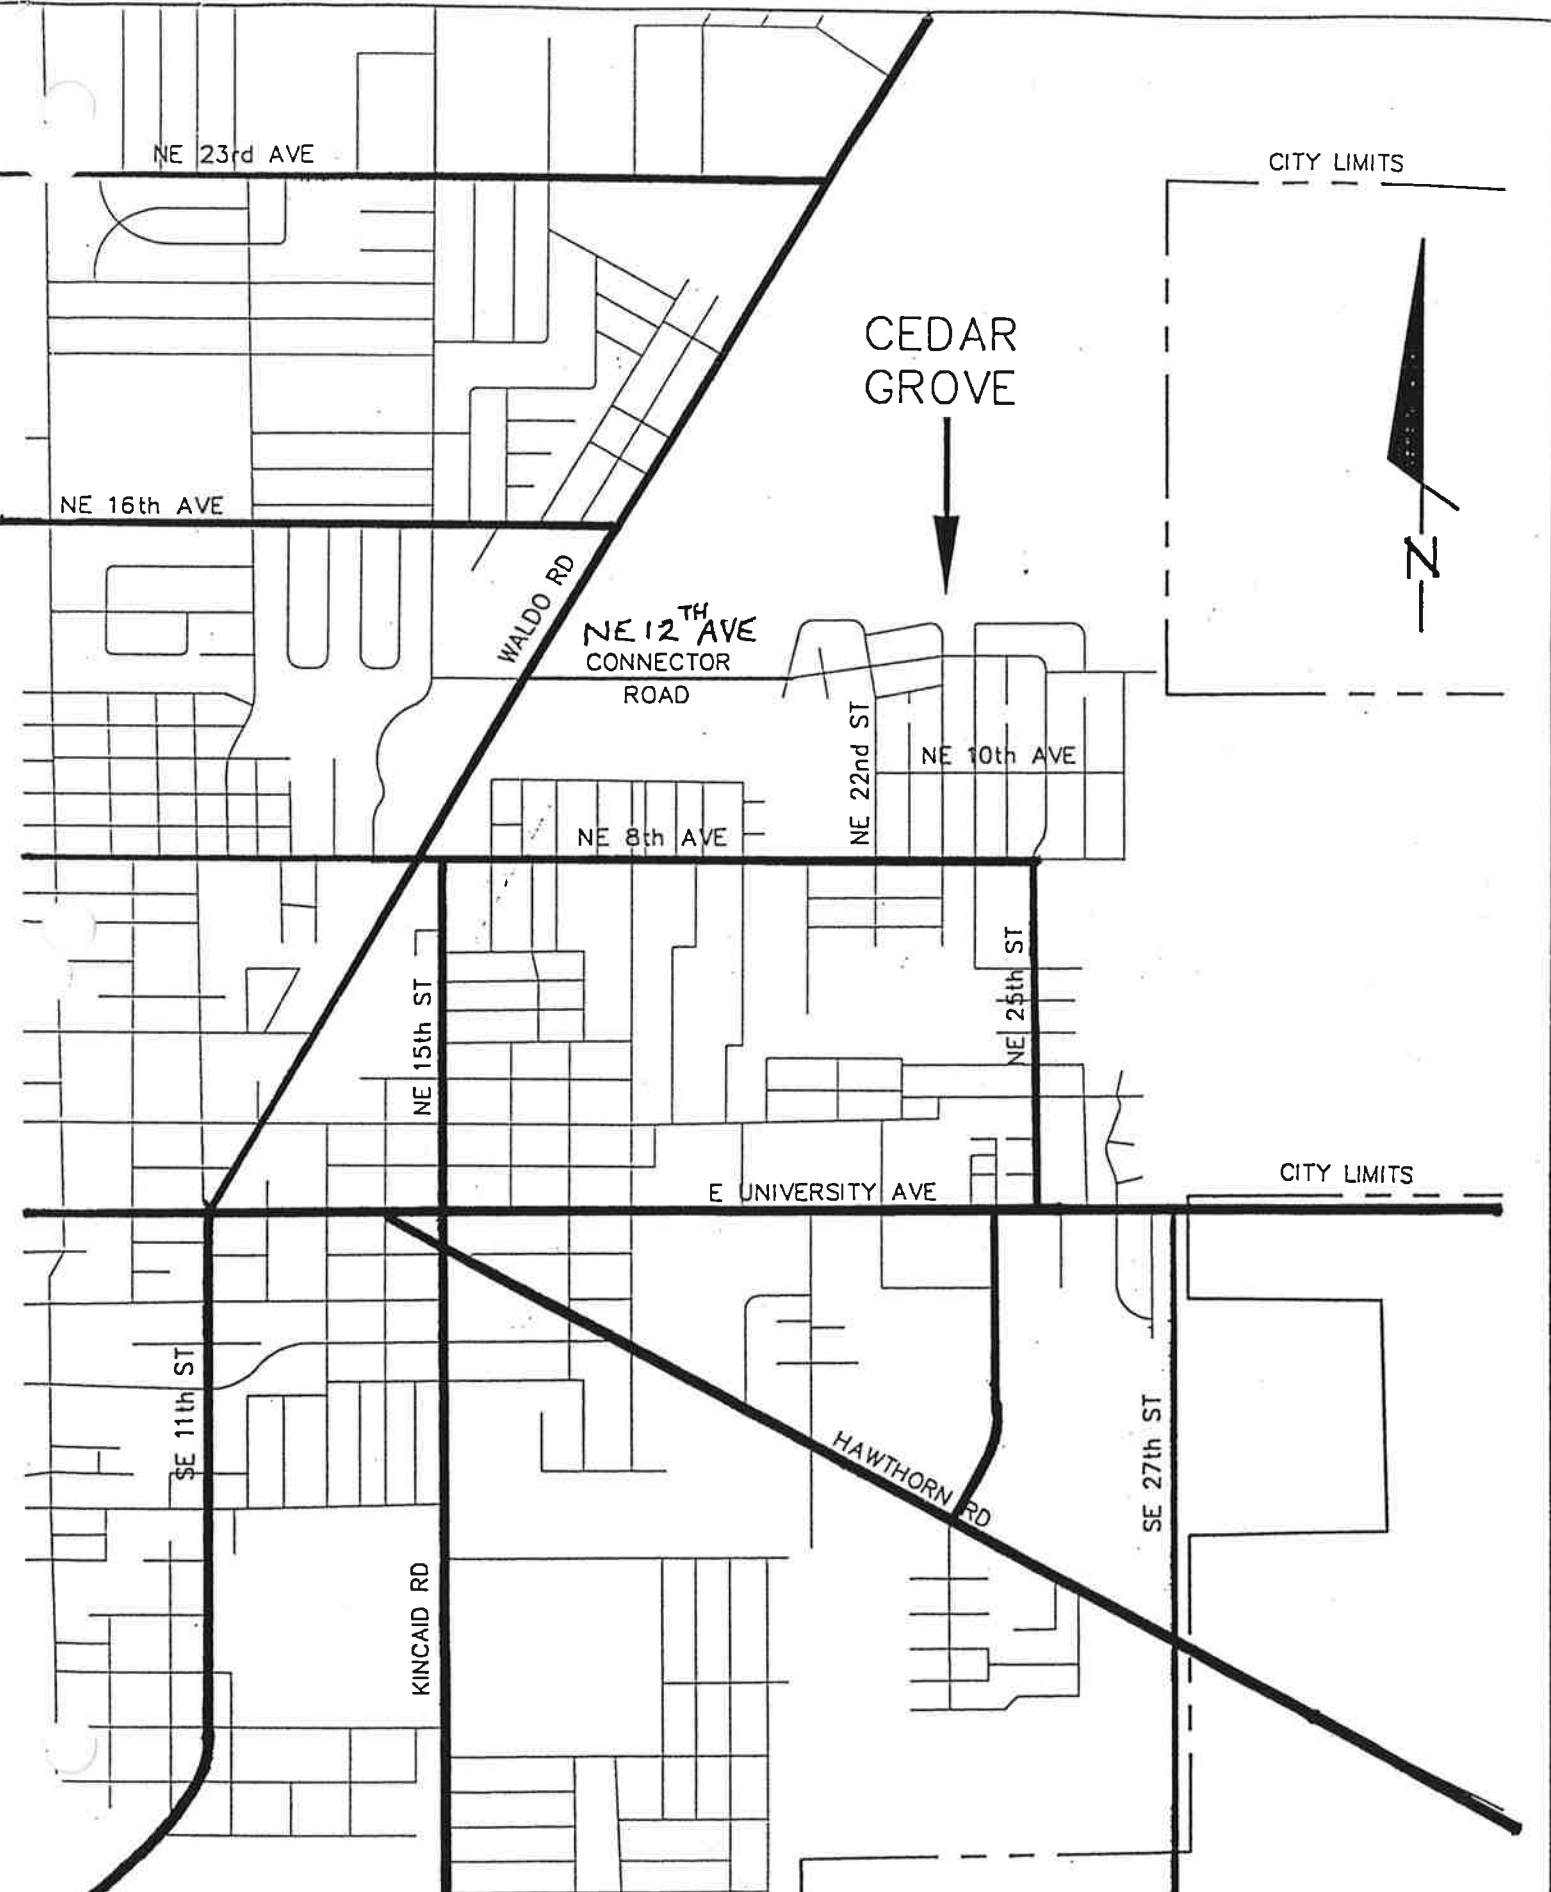 NE 23rd AVE
CITY LIMITS
CEDAR
GROVE
NE 16th AVE
N
WALDO RD
NE 12TH AVE
CONNECTOR
ROAD
NE 22nd ST
NE 10th AVE
NE 8th AVE
NE 15th ST
NE 25th ST
E UNIVERSITY AVE
CITY LIMITS
SE 11th ST
HAWTHORN RD
SE 27th ST
KINCAID RD